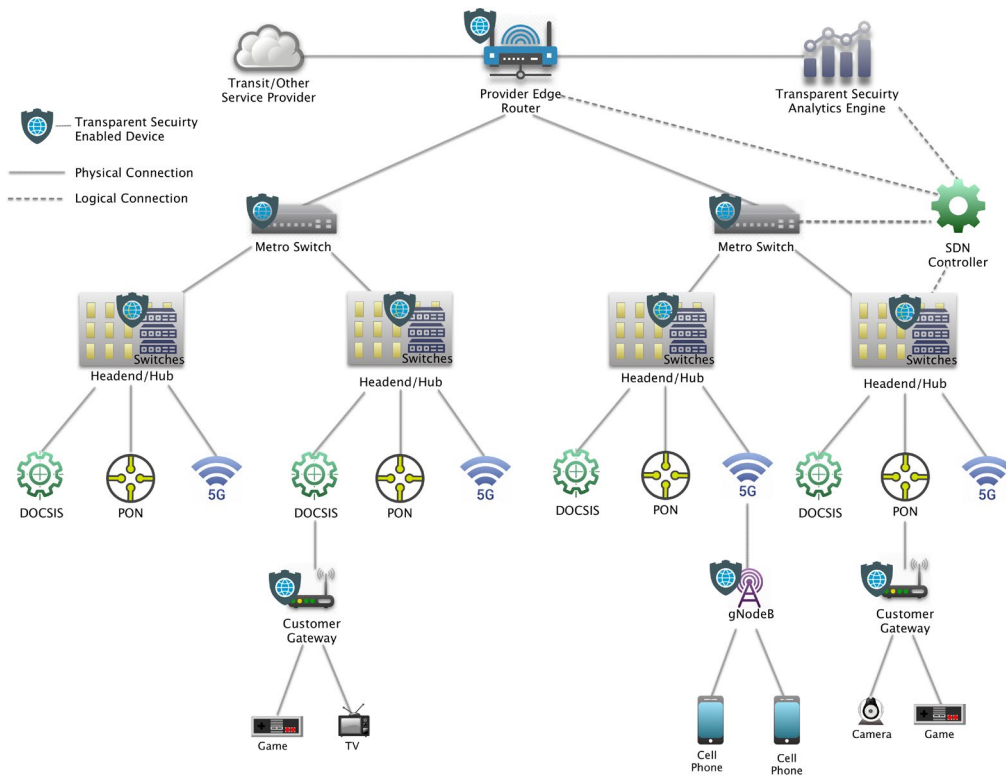 Transit/Other
Service Provider
Provider Edge
Router
Transparent Secuirty
Analytics Engine
Transparent Secuirty
Enabled Device
Physical Connection
Logical Connection
Metro Switch
Metro Switch
SDN
Controller
Switches
Headend/Hub
Switches
Headend/Hub
Switches
Headend/Hub
Switches
Headend/Hub
DOCSIS
PON
5G
DOCSIS
PON
5G
DOCSIS
PON
5G
DOCSIS
PON
5G
Customer
Gateway
gNodeB
Customer
Gateway
Game
TV
Cell
Phone
Cell
Phone
Camera
Game